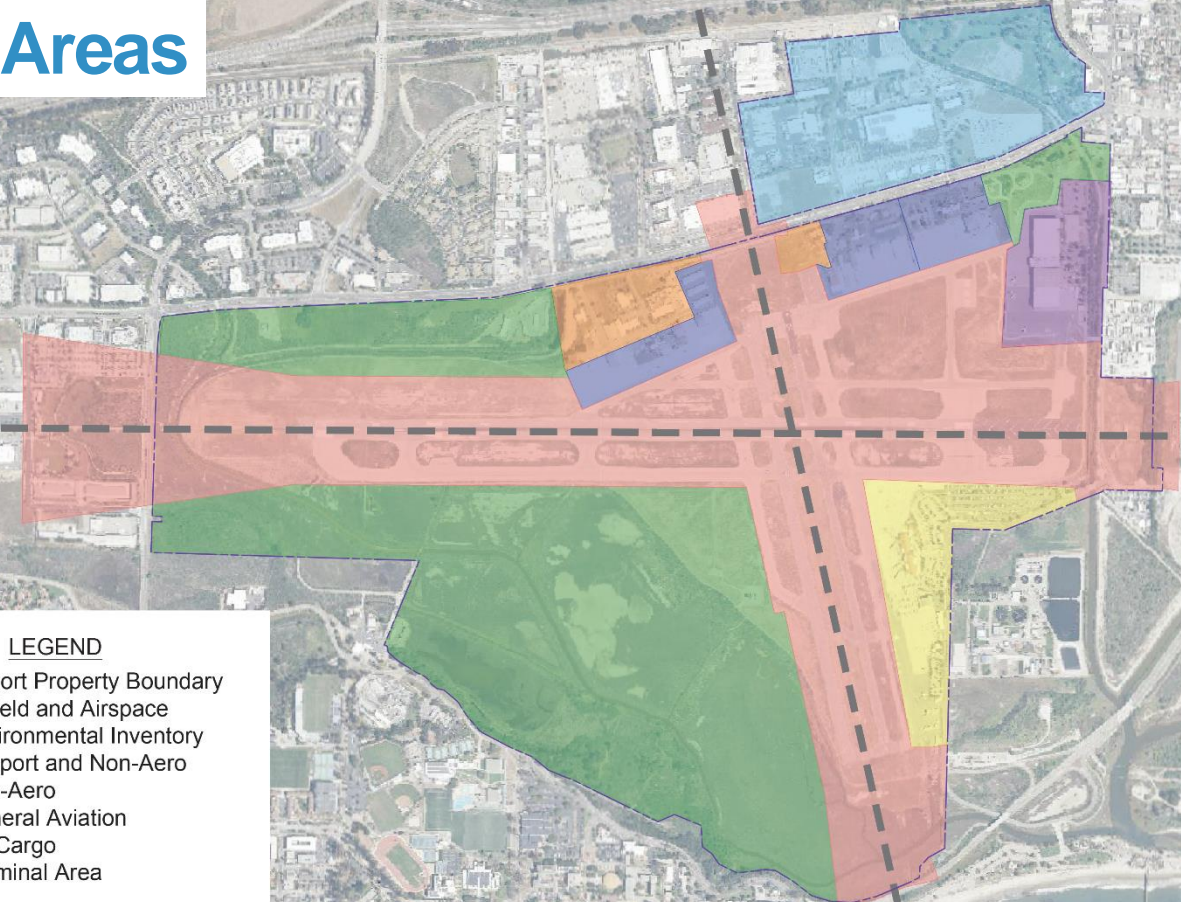 Areas
LEGEND
ort Property Boundary
eld and Airspace
ironmental Inventory
port and Non-Aero
-Aero
neral Aviation
Cargo
minal Area